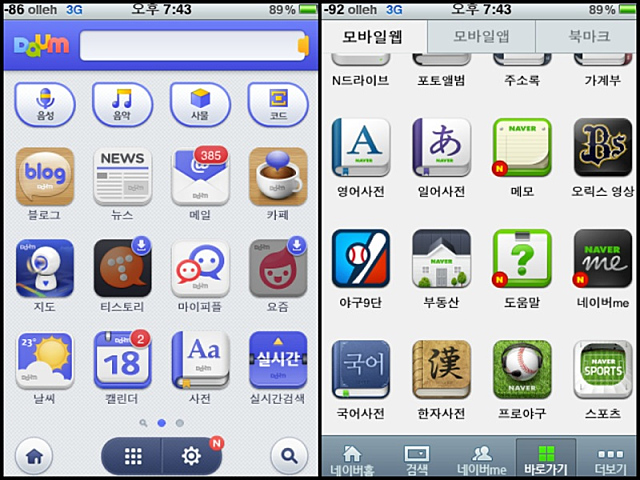 -86 olleh 3G 오후 7:43 89%
Daum
음성 음악 사물 코드
blog Daum NEWS Daum 385 Daum Daum
블로그 뉴스 메일 카페
Daum Daum Daum
지도 티스토리 마이피플 요즘
23° Daum 2 Daum 18 Aa Daum Daum 실시간
날씨 캘린더 사전 실시간검색
N
-92 olleh 3G 오후 7:43 89%
모바일웹 모바일앱 북마크
N드라이브 포토앨범 주소록 가계부
A NAVER あ NAVER NAVER N Bs
영어사전 일어사전 메모 오릭스 영상
9 NAVER ? N NAVER me N
야구9단 부동산 도움말 네이버me
국어 漢 NAVER NAVER SPORTS
국어사전 한자사전 프로야구 스포츠
네이버홈 검색 네이버me 바로가기 더보기